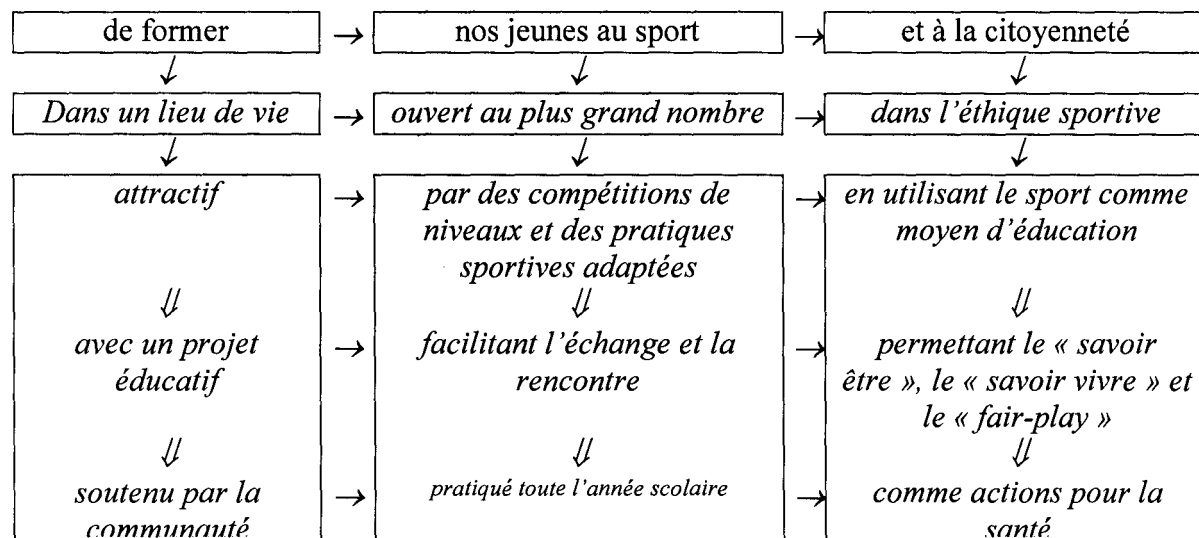 de former → nos jeunes au sport → et à la citoyenneté
↙ ↙ ↙
Dans un lieu de vie → ouvert au plus grand nombre → dans l’éthique sportive
↙ ↙ ↙
attractif → par des compétitions de → en utilisant le sport comme
niveaux et des pratiques moyen d’éducation
sportives adaptées
⇙ ⇙ ⇙
avec un projet → facilitant l’échange et la → permettant le « savoir
éducatif rencontre être », le « savoir vivre » et
le « fair-play »
⇙ ⇙ ⇙
soutenu par la → pratiqué toute l’année scolaire → comme actions pour la
communauté santé